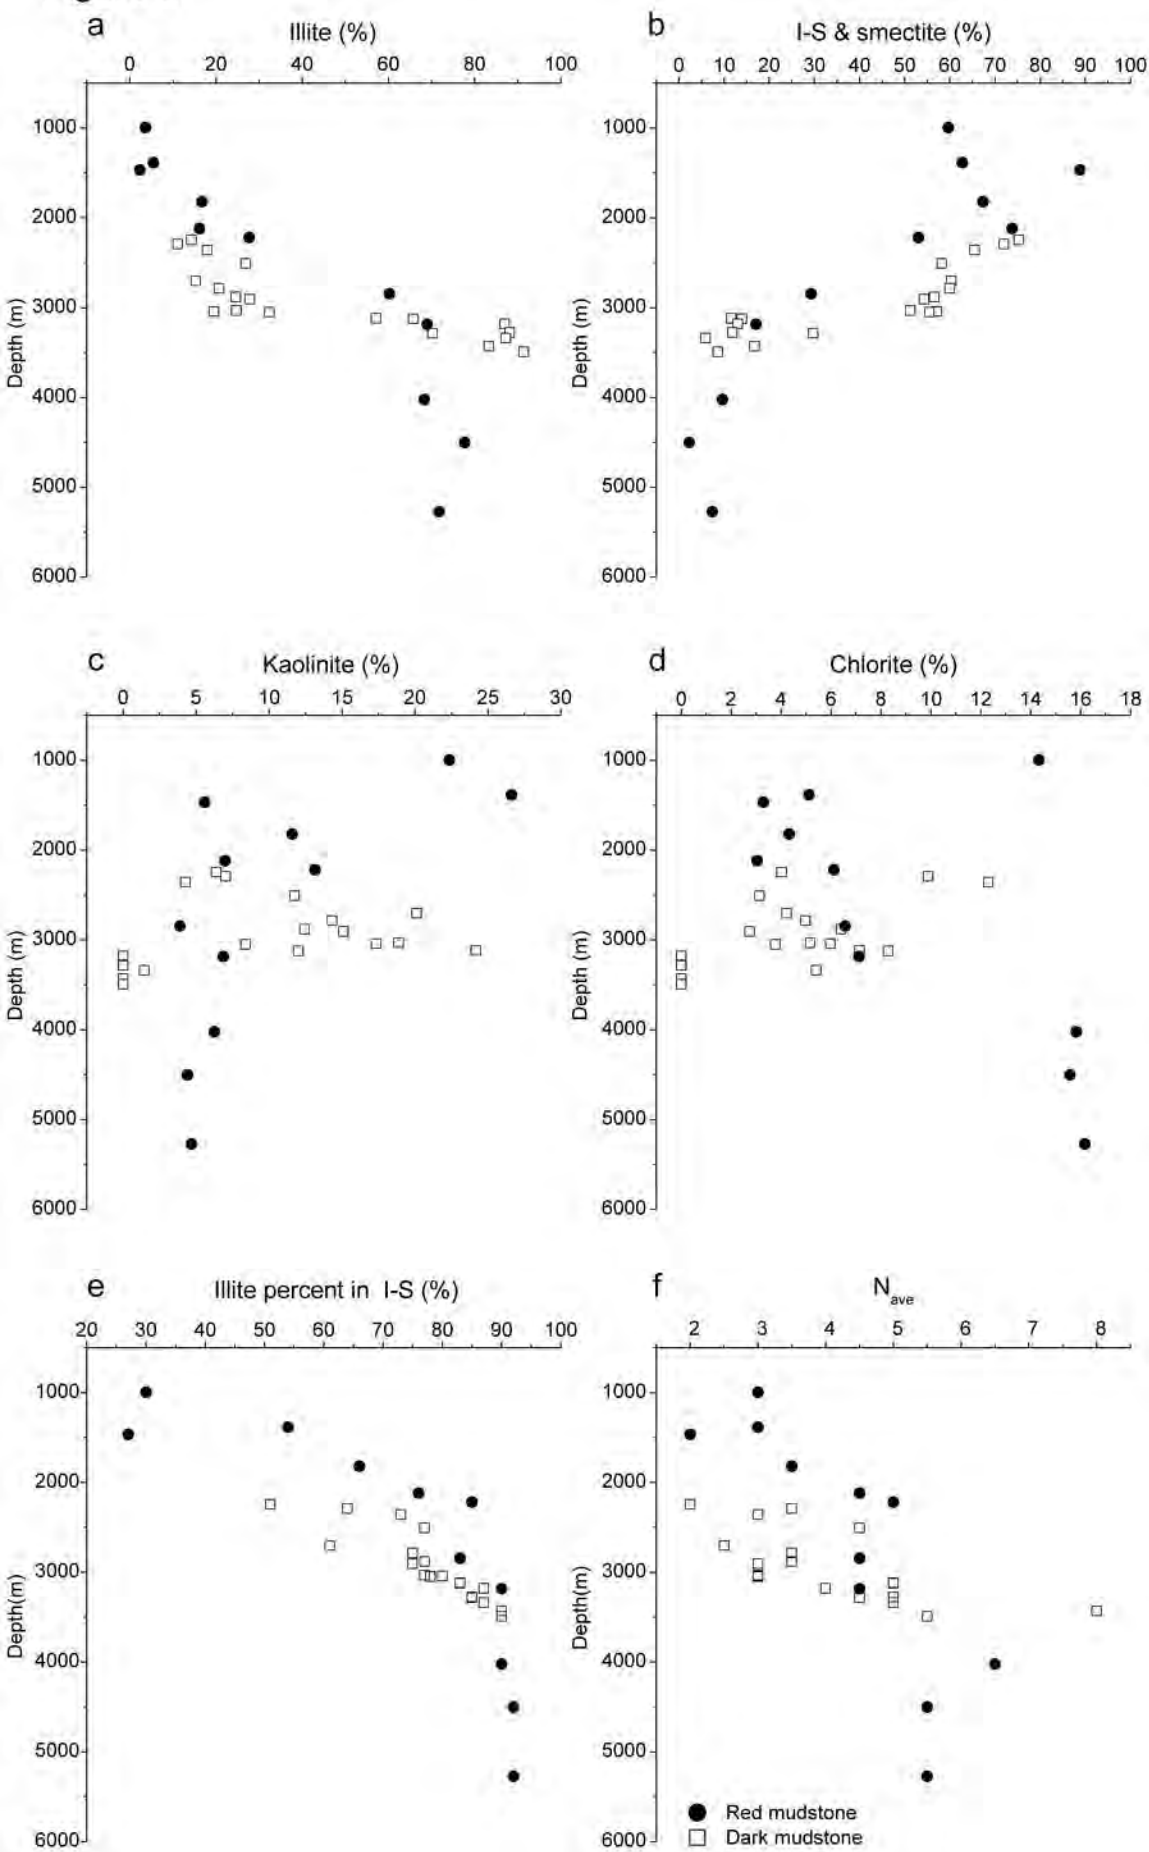 a Illite (%)
0 20 40 60 80 100
1000
2000
3000
4000
5000
6000
Depth (m)
b I-S & smectite (%)
0 10 20 30 40 50 60 70 80 90 100
1000
2000
3000
4000
5000
6000
Depth (m)
c Kaolinite (%)
0 5 10 15 20 25 30
1000
2000
3000
4000
5000
6000
Depth (m)
d Chlorite (%)
0 2 4 6 8 10 12 14 16 18
1000
2000
3000
4000
5000
6000
Depth (m)
e Illite percent in I-S (%)
20 30 40 50 60 70 80 90 100
1000
2000
3000
4000
5000
6000
Depth(m)
f Nave
2 3 4 5 6 7 8
1000
2000
3000
4000
5000
6000
Depth(m)
Red mudstone
Dark mudstone